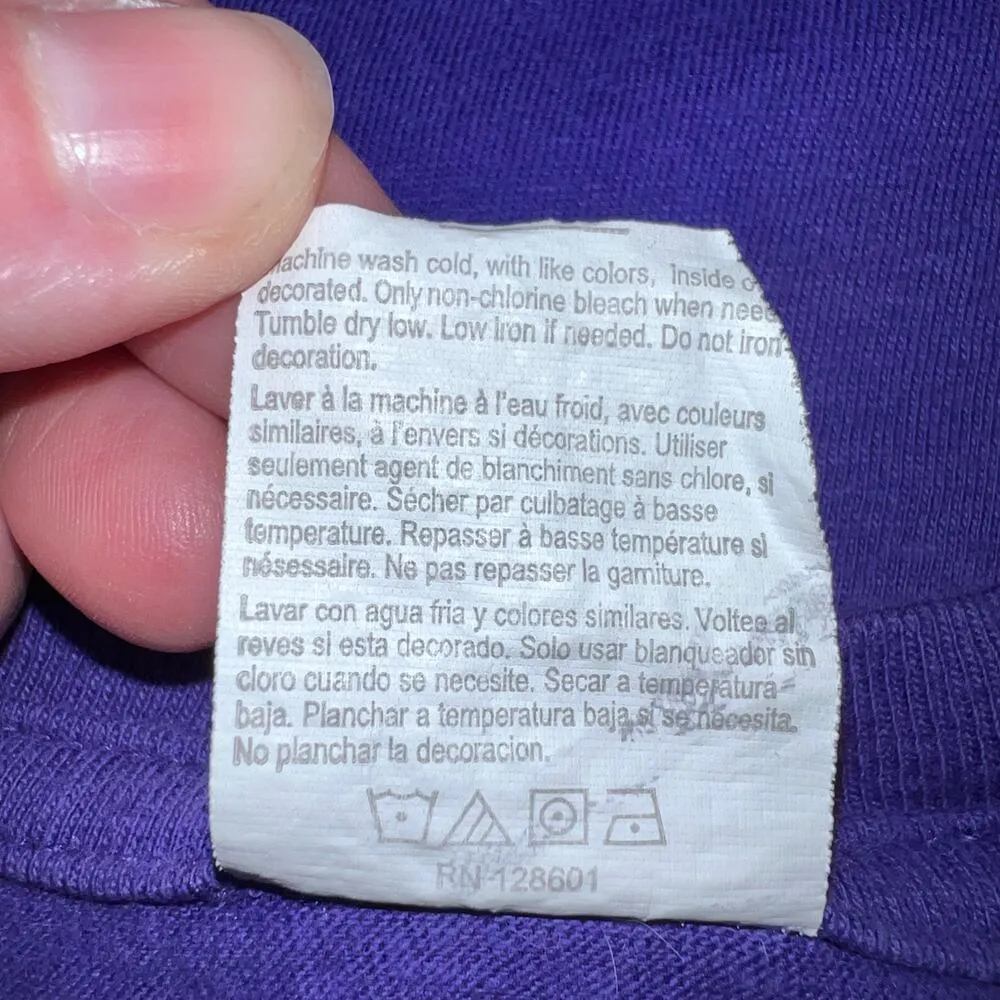 Machine wash cold, with like colors, inside
decorated. Only non-chlorine bleach when
Tumble dry low. Low iron if needed. Do not iron
decoration.
Laver à la machine à l'eau froid, avec couleurs
similaires, à l'envers si décorations. Utiliser
seulement agent de blanchiment sans chlore, si
nécessaire. Sécher par culbatage à basse
temperature. Repasser à basse température si
nésessaire. Ne pas repasser la garniture.
Lavar con agua fria y colores similares. Voltee al
reves si esta decorado. Solo usar blanqueador sin
cloro cuando se necesite. Secar a temperatura
baja. Planchar a temperatura baja si se necesita.
No planchar la decoracion.
RN 128601